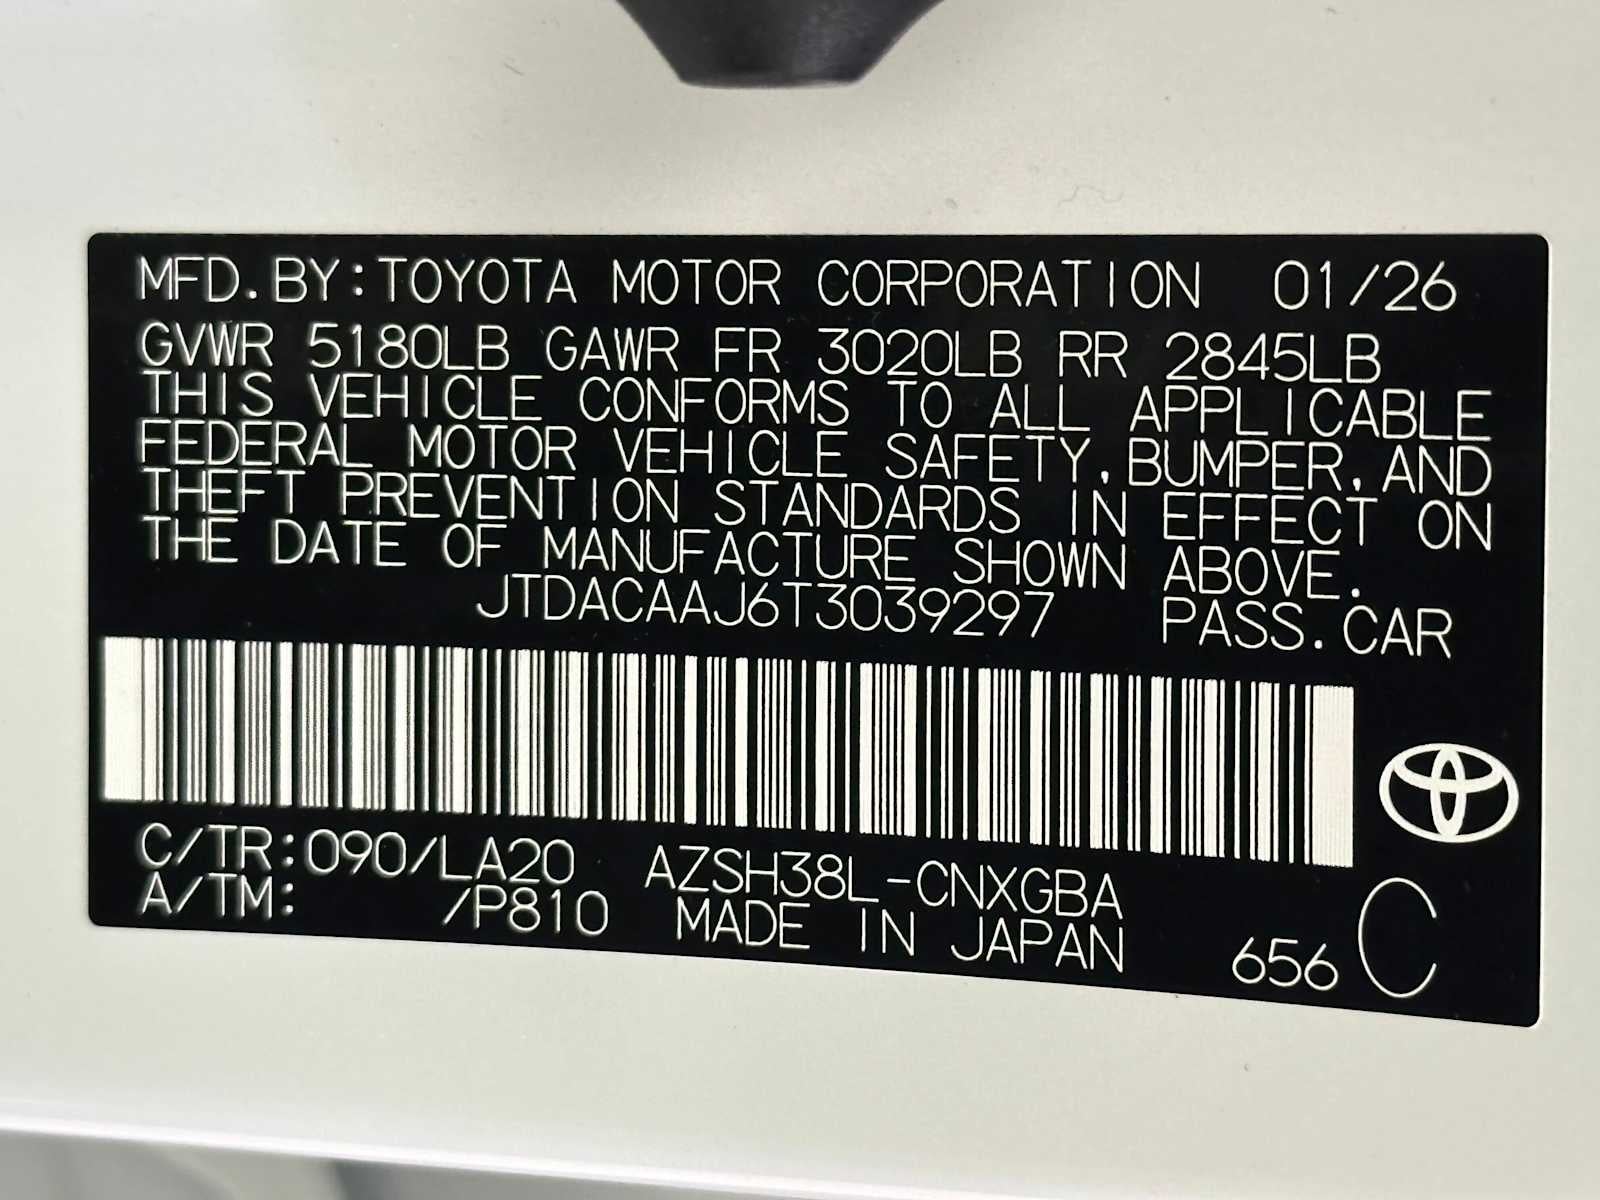 MFD.BY:TOYOTA MOTOR CORPORATION 01/26
GVWR 5180LB GAWR FR 3020LB RR 2845LB
THIS VEHICLE CONFORMS TO ALL APPLICABLE
FEDERAL MOTOR VEHICLE SAFETY,BUMPER,AND
THEFT PREVENTION STANDARDS IN EFFECT ON
THE DATE OF MANUFACTURE SHOWN ABOVE.
JTDACAAJ6T3039297 PASS.CAR
C/TR:090/LA20 AZSH38L-CNXGBA
A/TM: /P810 MADE IN JAPAN 656 C